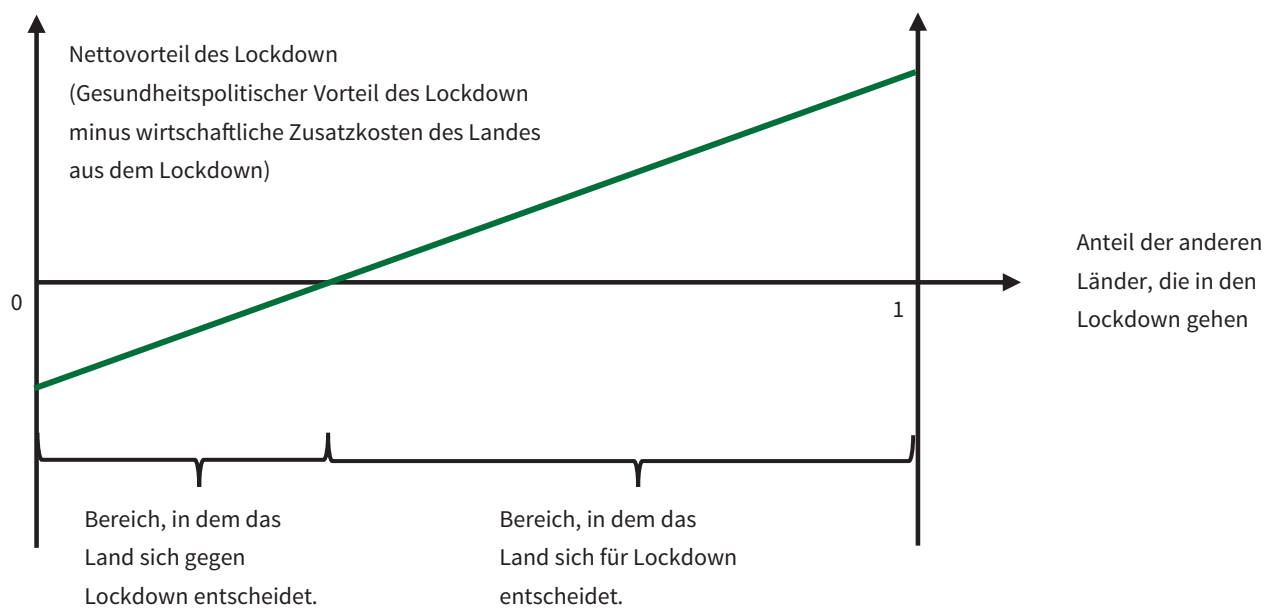 Nettovorteil des Lockdown
(Gesundheitspolitischer Vorteil des Lockdown
minus wirtschaftliche Zusatzkosten des Landes
aus dem Lockdown)
Anteil der anderen
Länder, die in den
Lockdown gehen
0
1
Bereich, in dem das
Land sich gegen
Lockdown entscheidet.
Bereich, in dem das
Land sich für Lockdown
entscheidet.